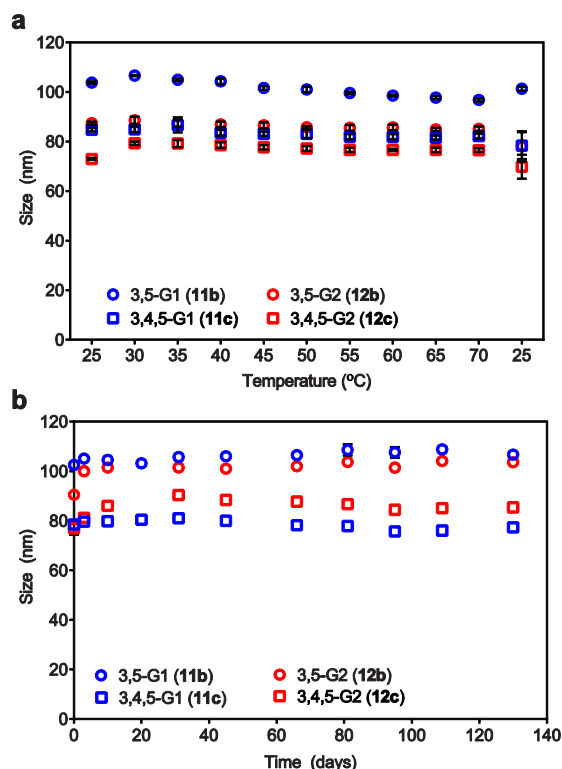 a
120
100
80
60
40
20
0
Size (nm)
3,5-G1 (11b) 3,5-G2 (12b)
3,4,5-G1 (11c) 3,4,5-G2 (12c)
25 30 35 40 45 50 55 60 65 70 25
Temperature (ºC)
b
120
100
80
60
40
20
0
Size (nm)
3,5-G1 (11b) 3,5-G2 (12b)
3,4,5-G1 (11c) 3,4,5-G2 (12c)
0 20 40 60 80 100 120 140
Time (days)